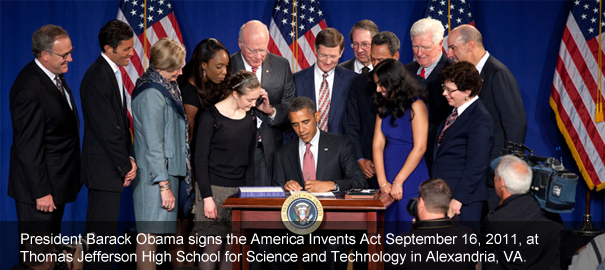 President Barack Obama signs the America Invents Act September 16, 2011, at
Thomas Jefferson High School for Science and Technology in Alexandria, VA.